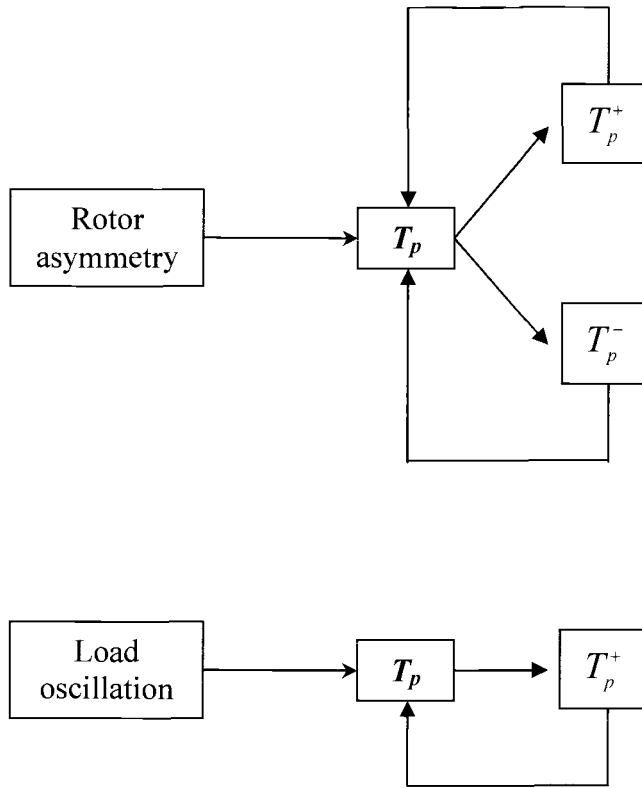 T_p^+
Rotor
asymmetry
T_p
T_p^-
Load
oscillation
T_p
T_p^+